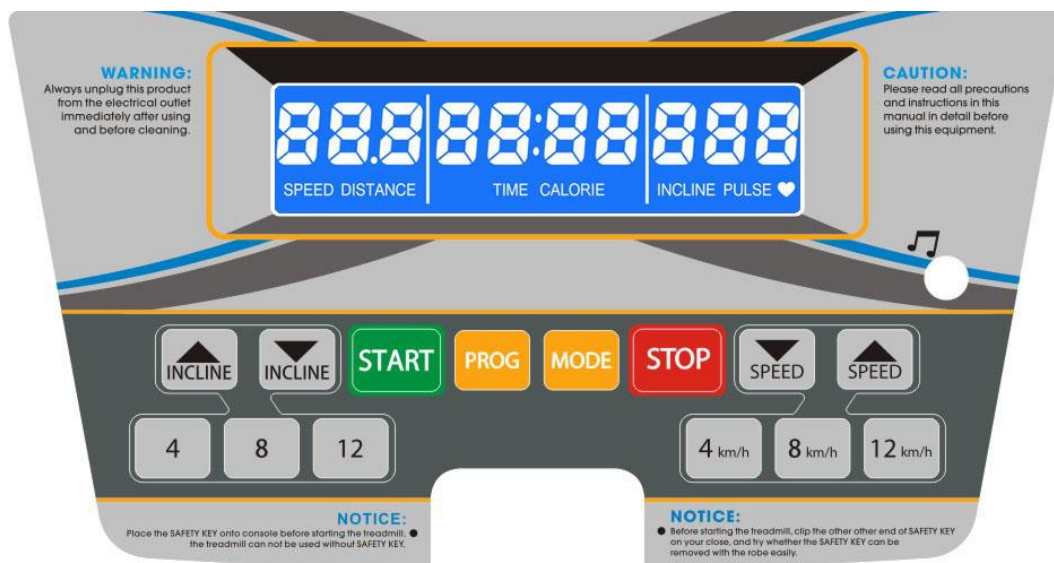 WARNING:
Always unplug this product
from the electrical outlet
immediately after using
and before cleaning.
CAUTION:
Please read all precautions
and instructions in this
manual in detail before
using this equipment.
88.8 88:88 888
SPEED DISTANCE TIME CALORIE INCLINE PULSE
INCLINE INCLINE START PROG MODE STOP SPEED SPEED
4 8 12 4 km/h 8 km/h 12 km/h
NOTICE:
Place the SAFETY KEY onto console before starting the treadmill,
the treadmill can not be used without SAFETY KEY.
NOTICE:
Before starting the treadmill, clip the other other end of SAFETY KEY
on your close, and try whether the SAFETY KEY can be
removed with the robe easily.